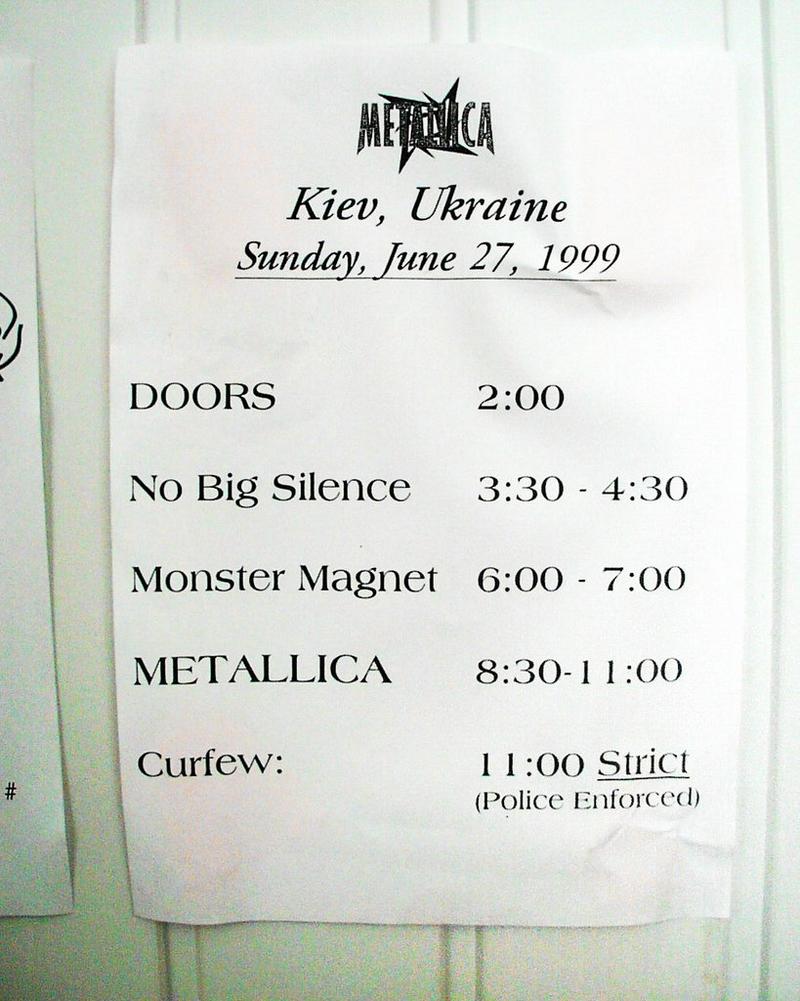 METALLICA
Kiev, Ukraine
Sunday, June 27, 1999
DOORS 2:00
No Big Silence 3:30 - 4:30
Monster Magnet 6:00 - 7:00
METALLICA 8:30-11:00
Curfew: 11:00 Strict
(Police Enforced)
#